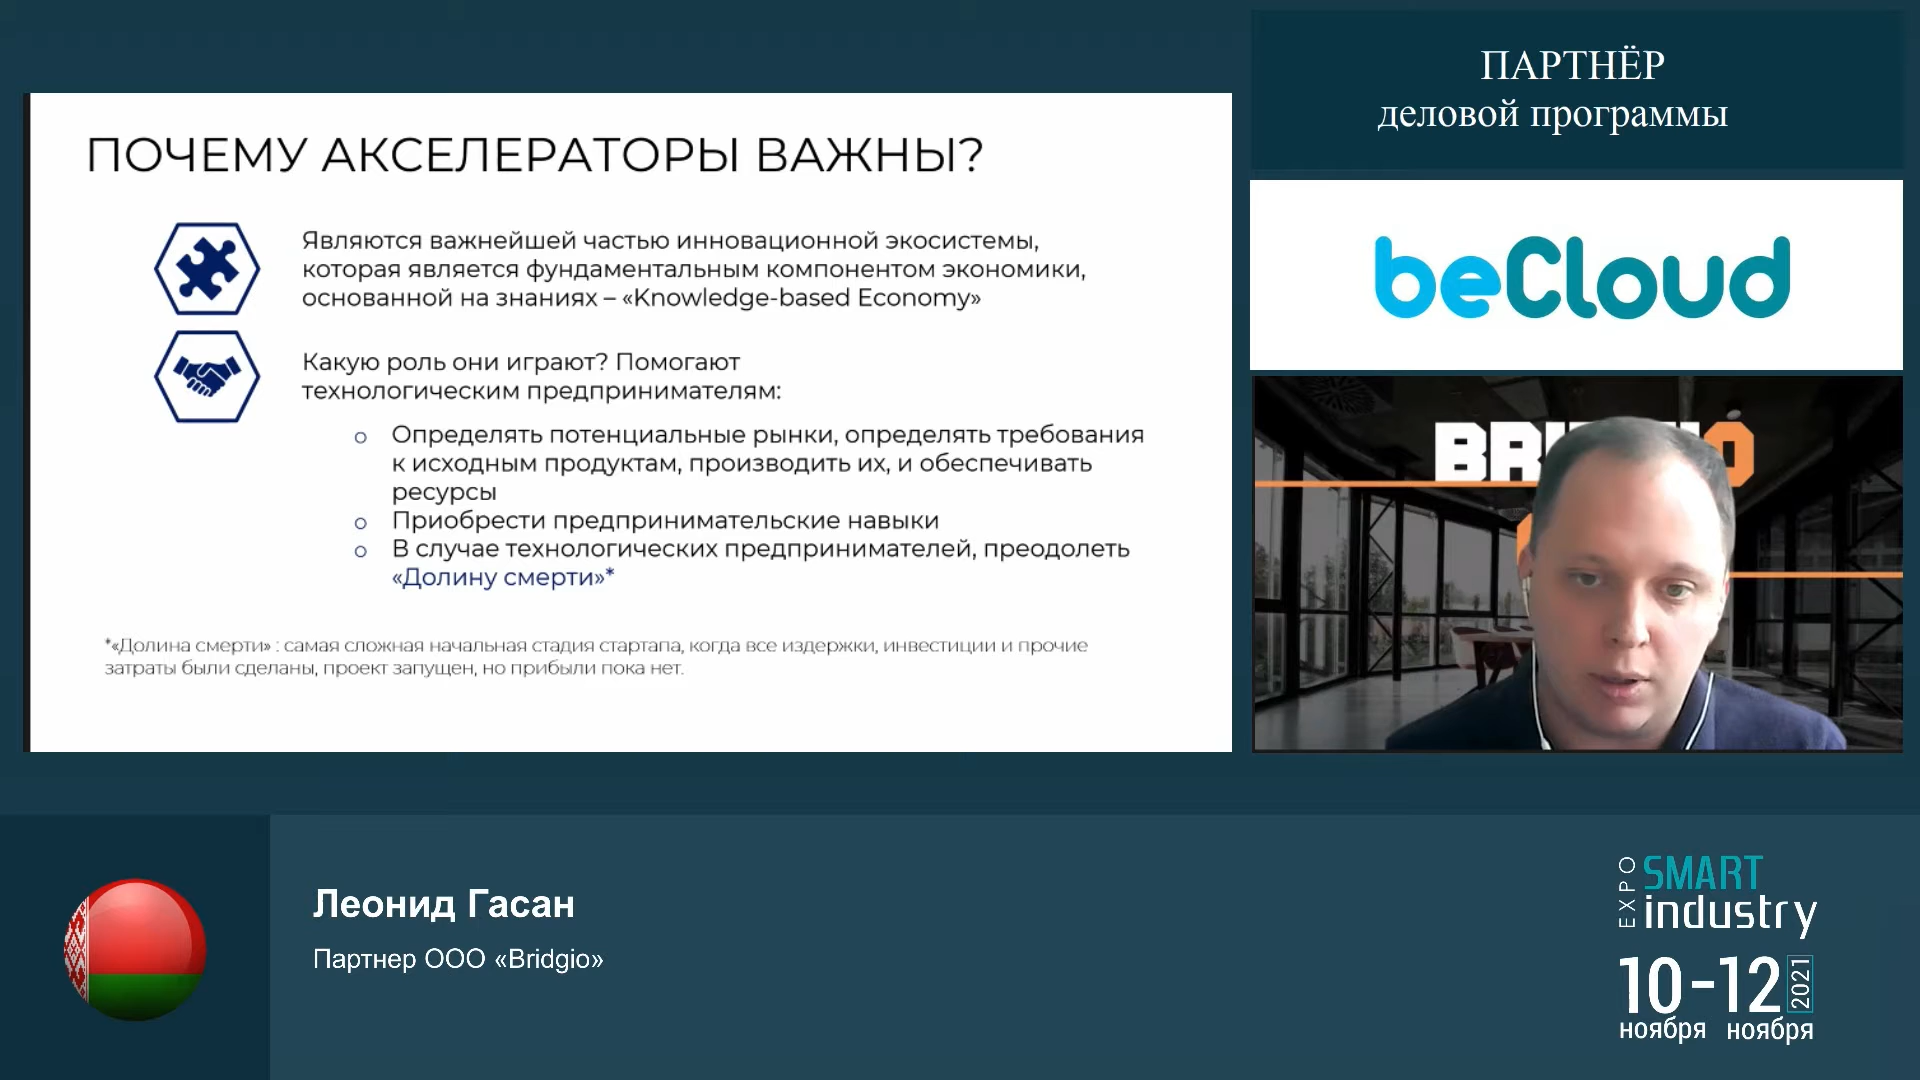 ПОЧЕМУ АКСЕЛЕРАТОРЫ ВАЖНЫ?
Являются важнейшей частью инновационной экосистемы,
которая является фундаментальным компонентом экономики,
основанной на знаниях – «Knowledge-based Economy»
Какую роль они играют? Помогают
технологическим предпринимателям:
o Определять потенциальные рынки, определять требования
к исходным продуктам, производить их, и обеспечивать
ресурсы
o Приобрести предпринимательские навыки
o В случае технологических предпринимателей, преодолеть
«Долину смерти»*
*«Долина смерти» : самая сложная начальная стадия стартапа, когда все издержки, инвестиции и прочие
затраты были сделаны, проект запущен, но прибыли пока нет.
ПАРТНЁР
деловой программы
beCloud
Леонид Гасан
Партнер ООО «Bridgio»
EXPO
SMART
industry
10-12
2021
ноября ноября